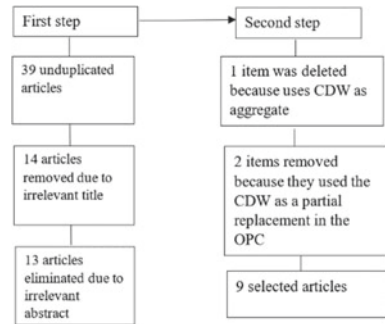 First step
39 unduplicated
articles
14 articles
removed due to
irrelevant title
13 articles
eliminated due to
irrelevant
abstract
Second step
1 item was deleted
because uses CDW as
aggregate
2 items removed
because they used the
CDW as a partial
replacement in the
OPC
9 selected articles